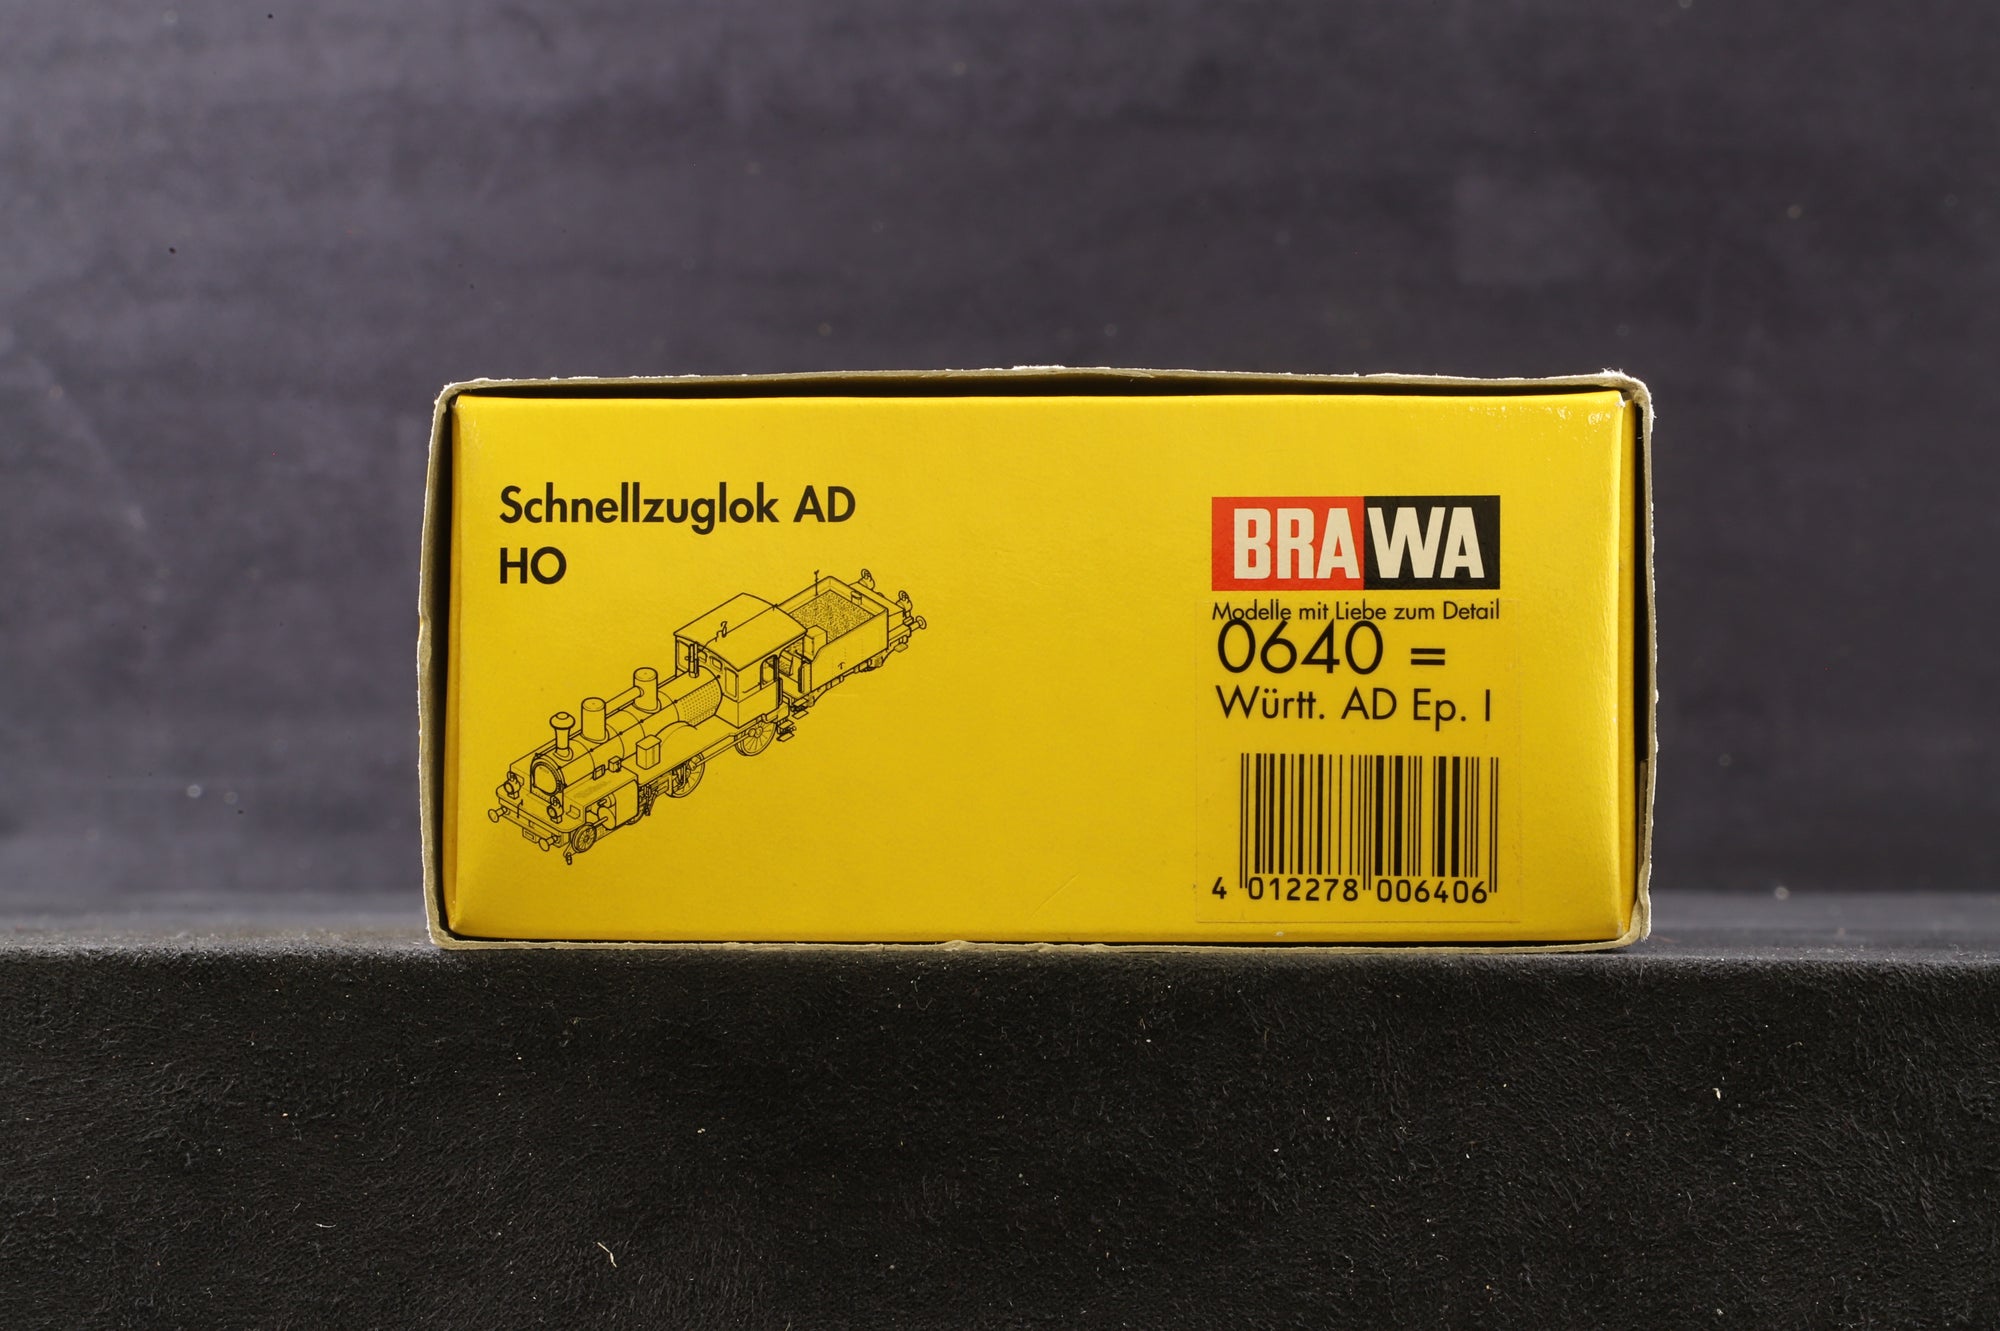 Schnellzuglok AD
HO
BRAWA
Modelle mit Liebe zum Detail
0640 =
Württ. AD Ep. I
4 012278 006406